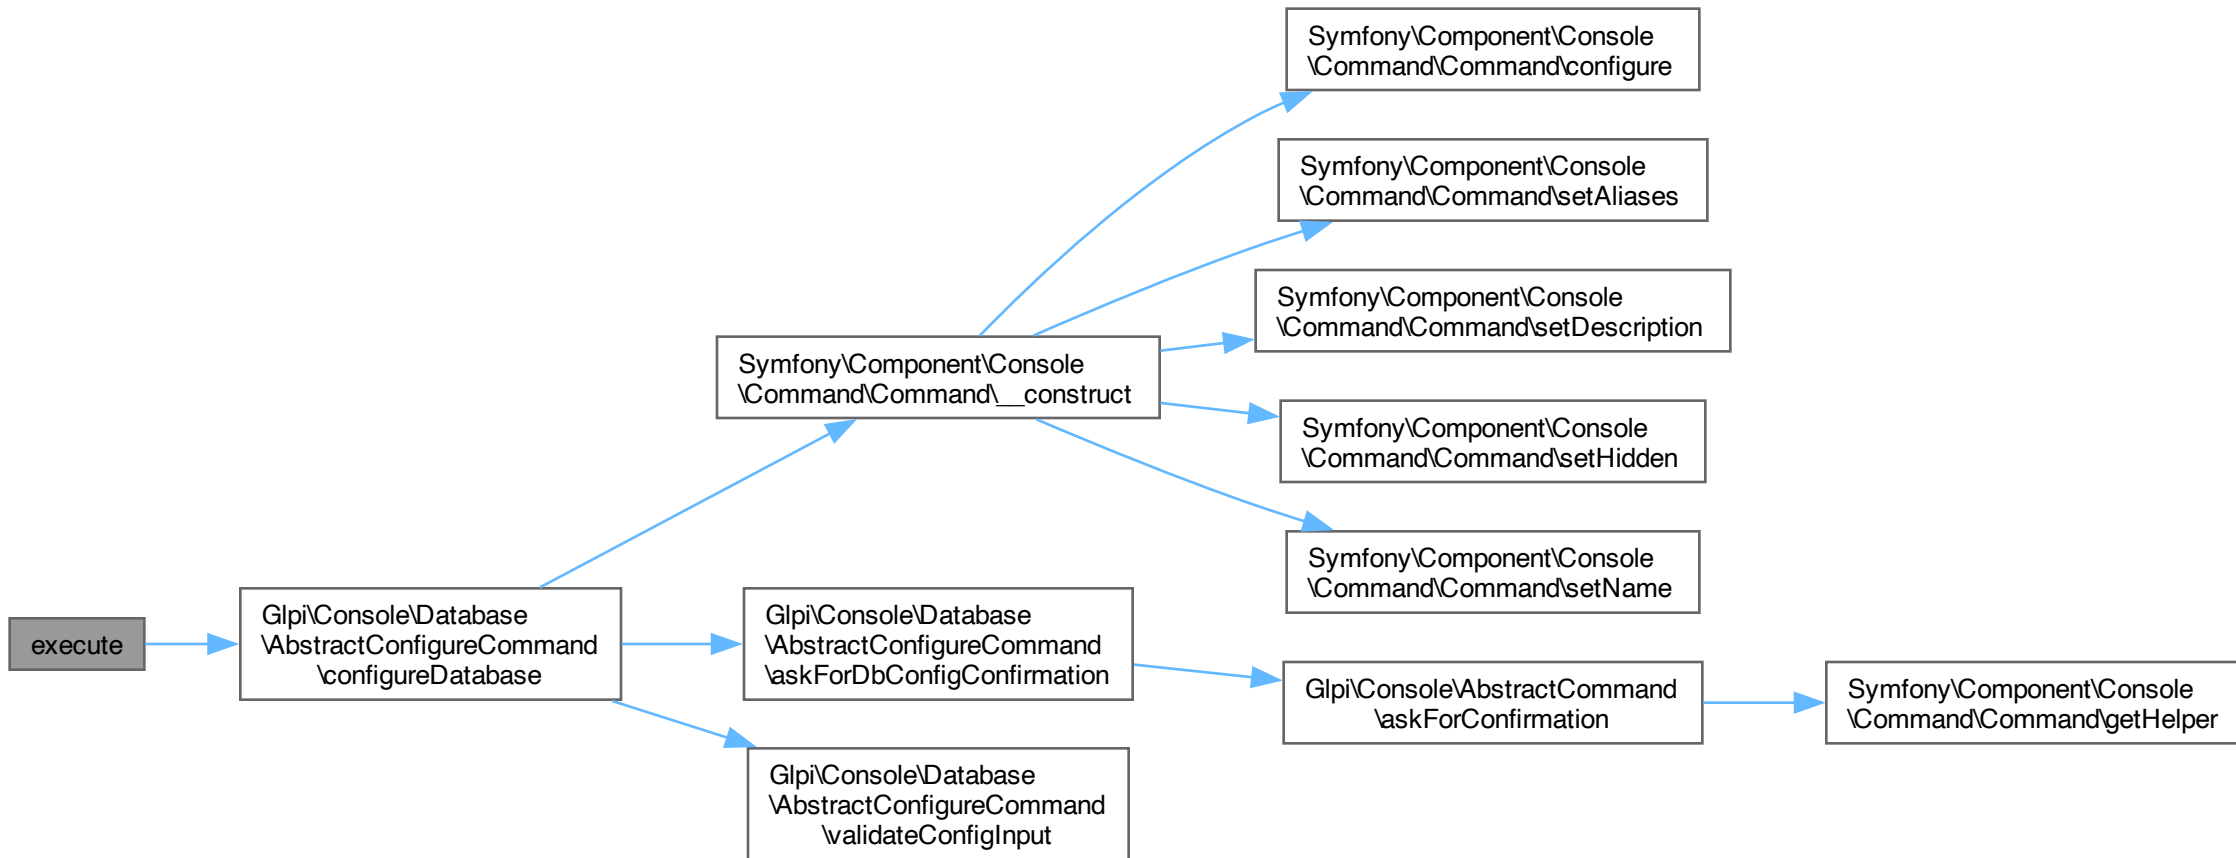 Symfony\Component\Console
\Command\Command\configure
Symfony\Component\Console
\Command\Command\setAliases
Symfony\Component\Console
\Command\Command\setDescription
Symfony\Component\Console
\Command\Command\__construct
Symfony\Component\Console
\Command\Command\setHidden
Symfony\Component\Console
\Command\Command\setName
execute
Glpi\Console\Database
\AbstractConfigureCommand
\configureDatabase
Glpi\Console\Database
\AbstractConfigureCommand
\askForDbConfigConfirmation
Glpi\Console\AbstractCommand
\askForConfirmation
Symfony\Component\Console
\Command\Command\getHelper
Glpi\Console\Database
\AbstractConfigureCommand
\validateConfigInput